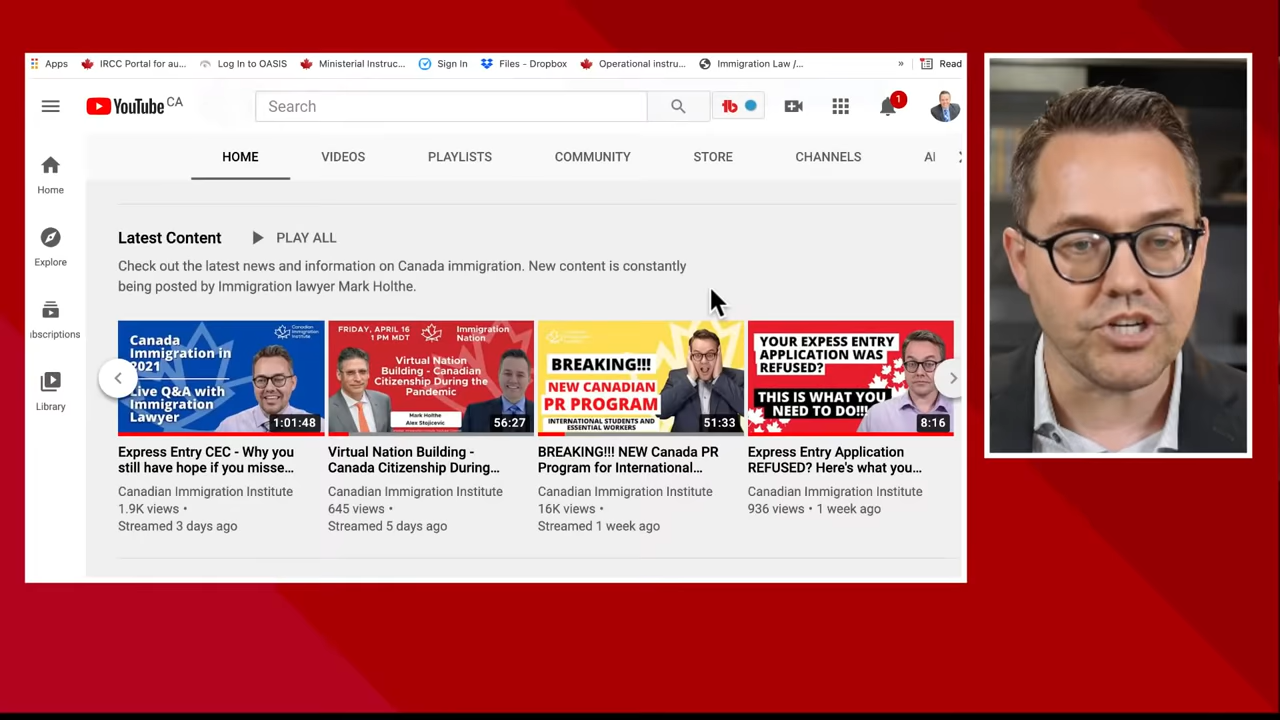 Apps IRCC Portal for au... Log In to OASIS Ministerial Instruc... Sign In Files - Dropbox Operational instru... Immigration Law /... » Read
YouTube CA
Search
1
HOME VIDEOS PLAYLISTS COMMUNITY STORE CHANNELS
Home
Explore
Library
Latest Content PLAY ALL
Check out the latest news and information on Canada immigration. New content is constantly
being posted by Immigration lawyer Mark Holthe.
Canada
Immigration in
2021
Live Q&A with
Immigration
Lawyer
1:01:48
Express Entry CEC - Why you
still have hope if you misse...
Canadian Immigration Institute
1.9K views •
Streamed 3 days ago
FRIDAY, APRIL 16
1 PM MDT
Immigration
Nation
Virtual Nation
Building - Canadian
Citizenship During the
Pandemic
Mark Holthe
Alex Stojicevic
56:27
Virtual Nation Building -
Canada Citizenship During...
Canadian Immigration Institute
645 views •
Streamed 5 days ago
BREAKING!!!
NEW CANADIAN
PR PROGRAM
INTERNATIONAL STUDENTS AND
ESSENTIAL WORKERS
51:33
BREAKING!!! NEW Canada PR
Program for International...
Canadian Immigration Institute
16K views •
Streamed 1 week ago
YOUR EXPESS ENTRY
APPLICATION WAS
REFUSED?
THIS IS WHAT YOU
NEED TO DO!!!
8:16
Express Entry Application
REFUSED? Here's what you...
Canadian Immigration Institute
936 views • 1 week ago